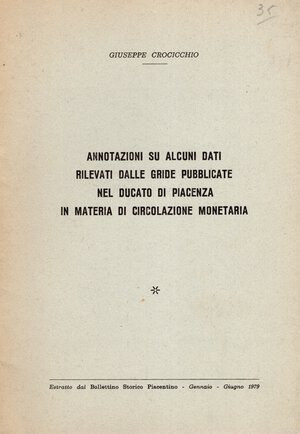 35
GIUSEPPE CROCICCHIO
ANNOTAZIONI SU ALCUNI DATI
RILEVATI DALLE GRIDE PUBBLICATE
NEL DUCATO DI PIACENZA
IN MATERIA DI CIRCOLAZIONE MONETARIA
Estratto dal Bollettino Storico Piacentino - Gennaio - Giugno 1979